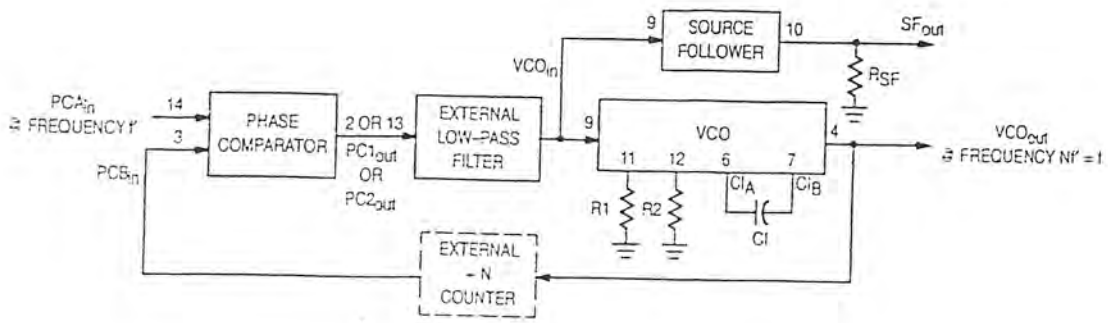 9
SOURCE
FOLLOWER
10
SFout
VCOin
RSF
PCAin
14
@ FREQUENCY f'
3
PCBin
PHASE
COMPARATOR
2 OR 13
PC1out
OR
PC2out
EXTERNAL
LOW-PASS
FILTER
9
VCO
4
11
12
6
7
VCOout
@ FREQUENCY Nf' = f.
CIA
CIB
R1
R2
CI
EXTERNAL
- N
COUNTER